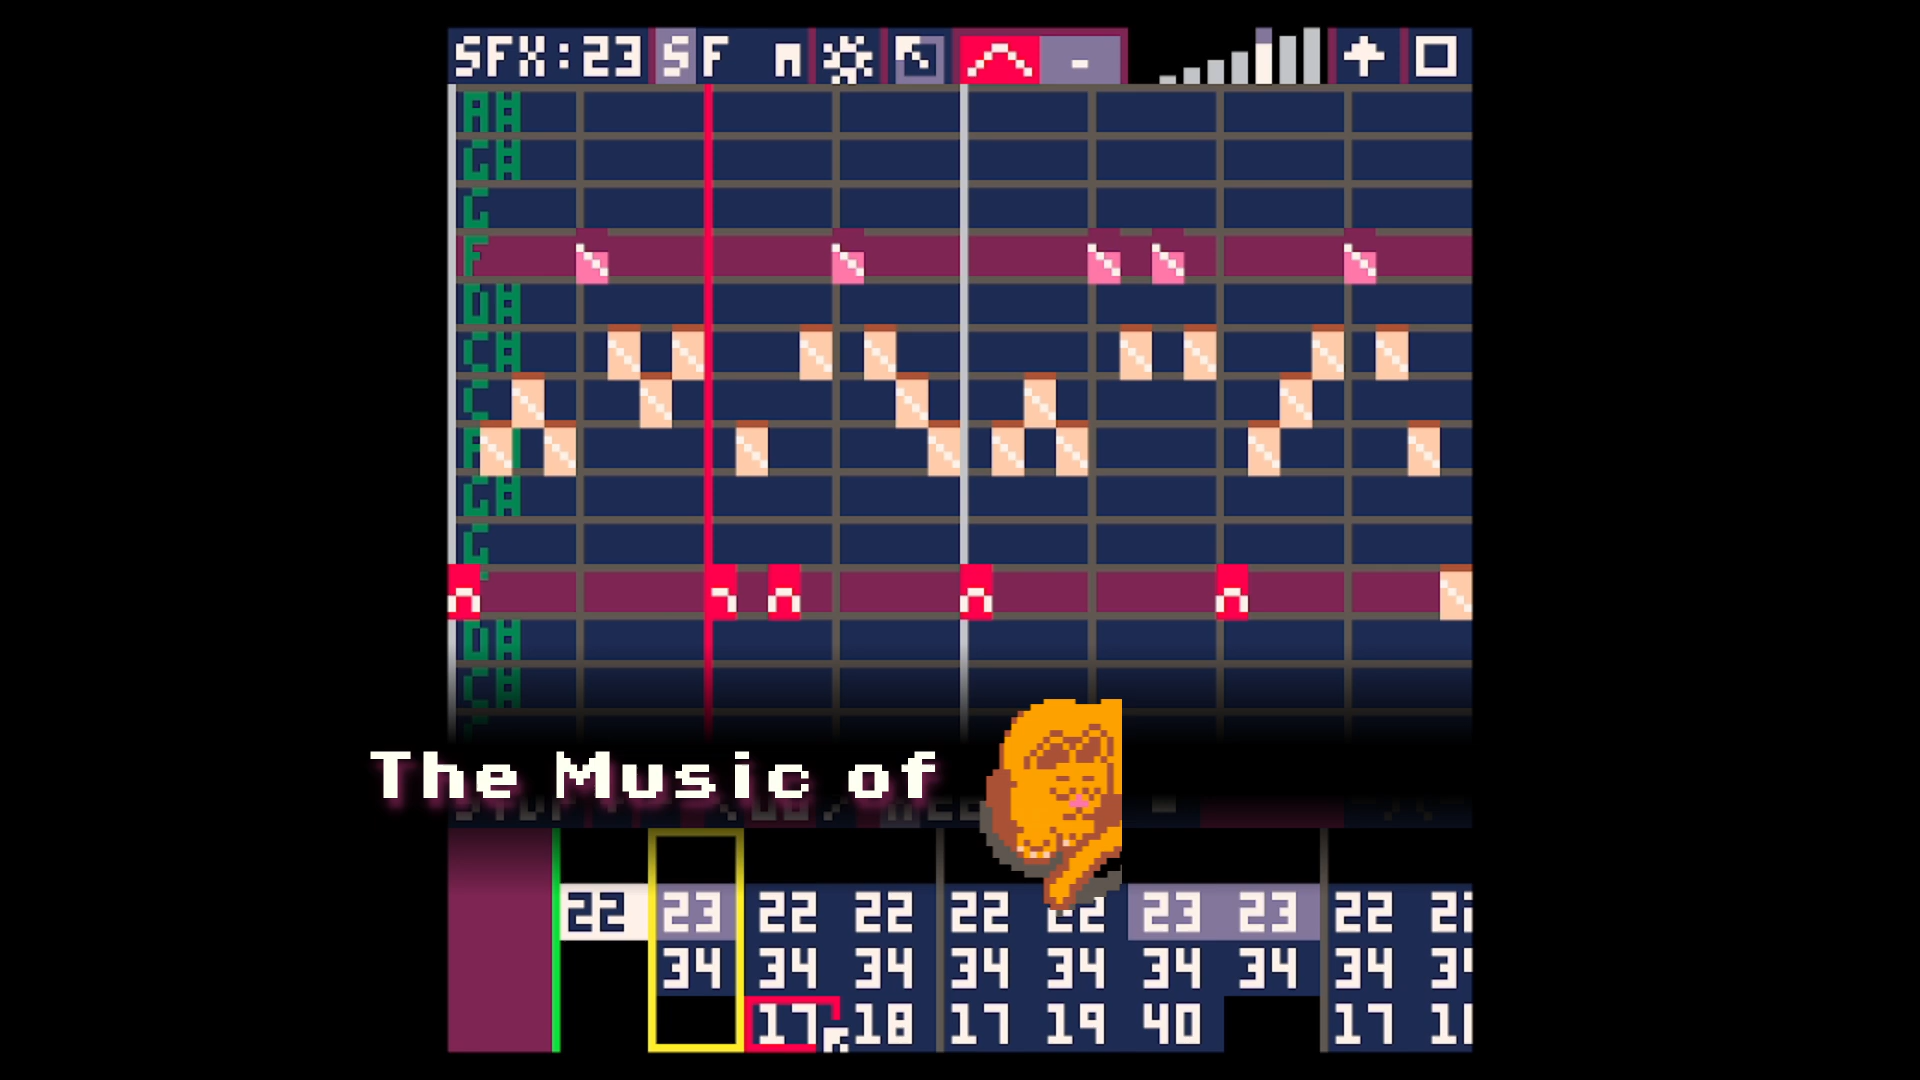 SFX:23 SF
A#
G#
G
F
D#
C#
C
G#
G
D#
C#
The Music of
22 23 22 22 22 22 23 23 22
34 34 34 34 34 34 34 34
17 18 17 19 40 17